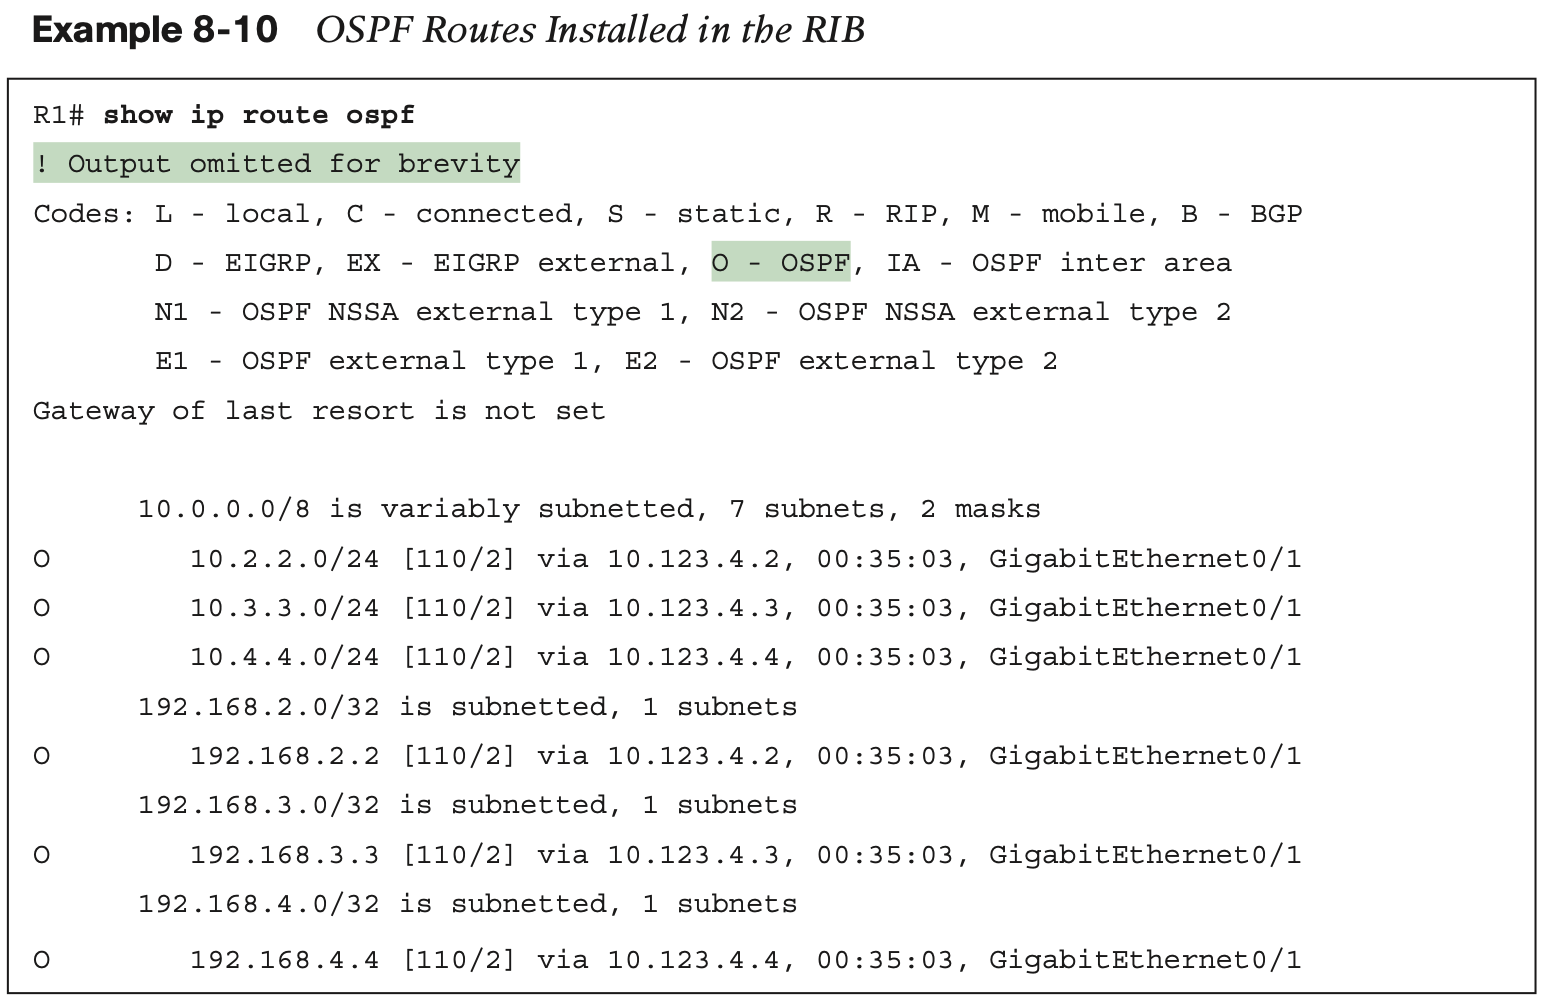 Example 8-10 OSPF Routes Installed in the RIB
R1# show ip route ospf
! Output omitted for brevity
Codes: L - local, C - connected, S - static, R - RIP, M - mobile, B - BGP
D - EIGRP, EX - EIGRP external, O - OSPF, IA - OSPF inter area
N1 - OSPF NSSA external type 1, N2 - OSPF NSSA external type 2
E1 - OSPF external type 1, E2 - OSPF external type 2
Gateway of last resort is not set
10.0.0.0/8 is variably subnetted, 7 subnets, 2 masks
O 10.2.2.0/24 [110/2] via 10.123.4.2, 00:35:03, GigabitEthernet0/1
O 10.3.3.0/24 [110/2] via 10.123.4.3, 00:35:03, GigabitEthernet0/1
O 10.4.4.0/24 [110/2] via 10.123.4.4, 00:35:03, GigabitEthernet0/1
192.168.2.0/32 is subnetted, 1 subnets
O 192.168.2.2 [110/2] via 10.123.4.2, 00:35:03, GigabitEthernet0/1
192.168.3.0/32 is subnetted, 1 subnets
O 192.168.3.3 [110/2] via 10.123.4.3, 00:35:03, GigabitEthernet0/1
192.168.4.0/32 is subnetted, 1 subnets
O 192.168.4.4 [110/2] via 10.123.4.4, 00:35:03, GigabitEthernet0/1